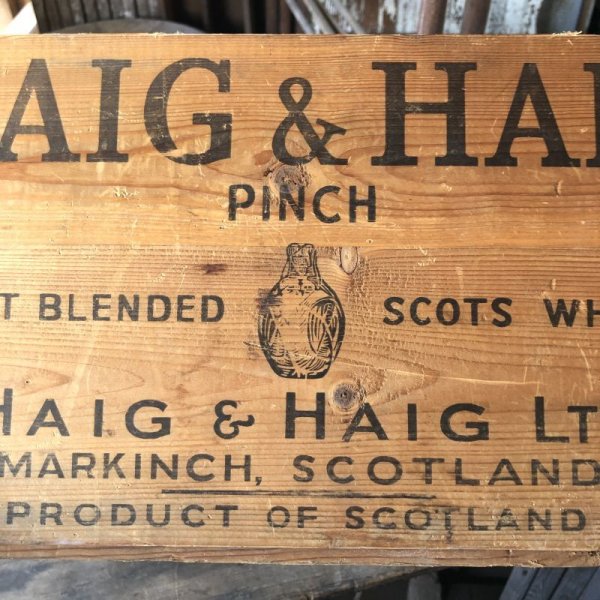 AIG & HAI
PINCH
T BLENDED SCOTS WH
HAIG & HAIG LT
MARKINCH, SCOTLAND
PRODUCT OF SCOTLAND